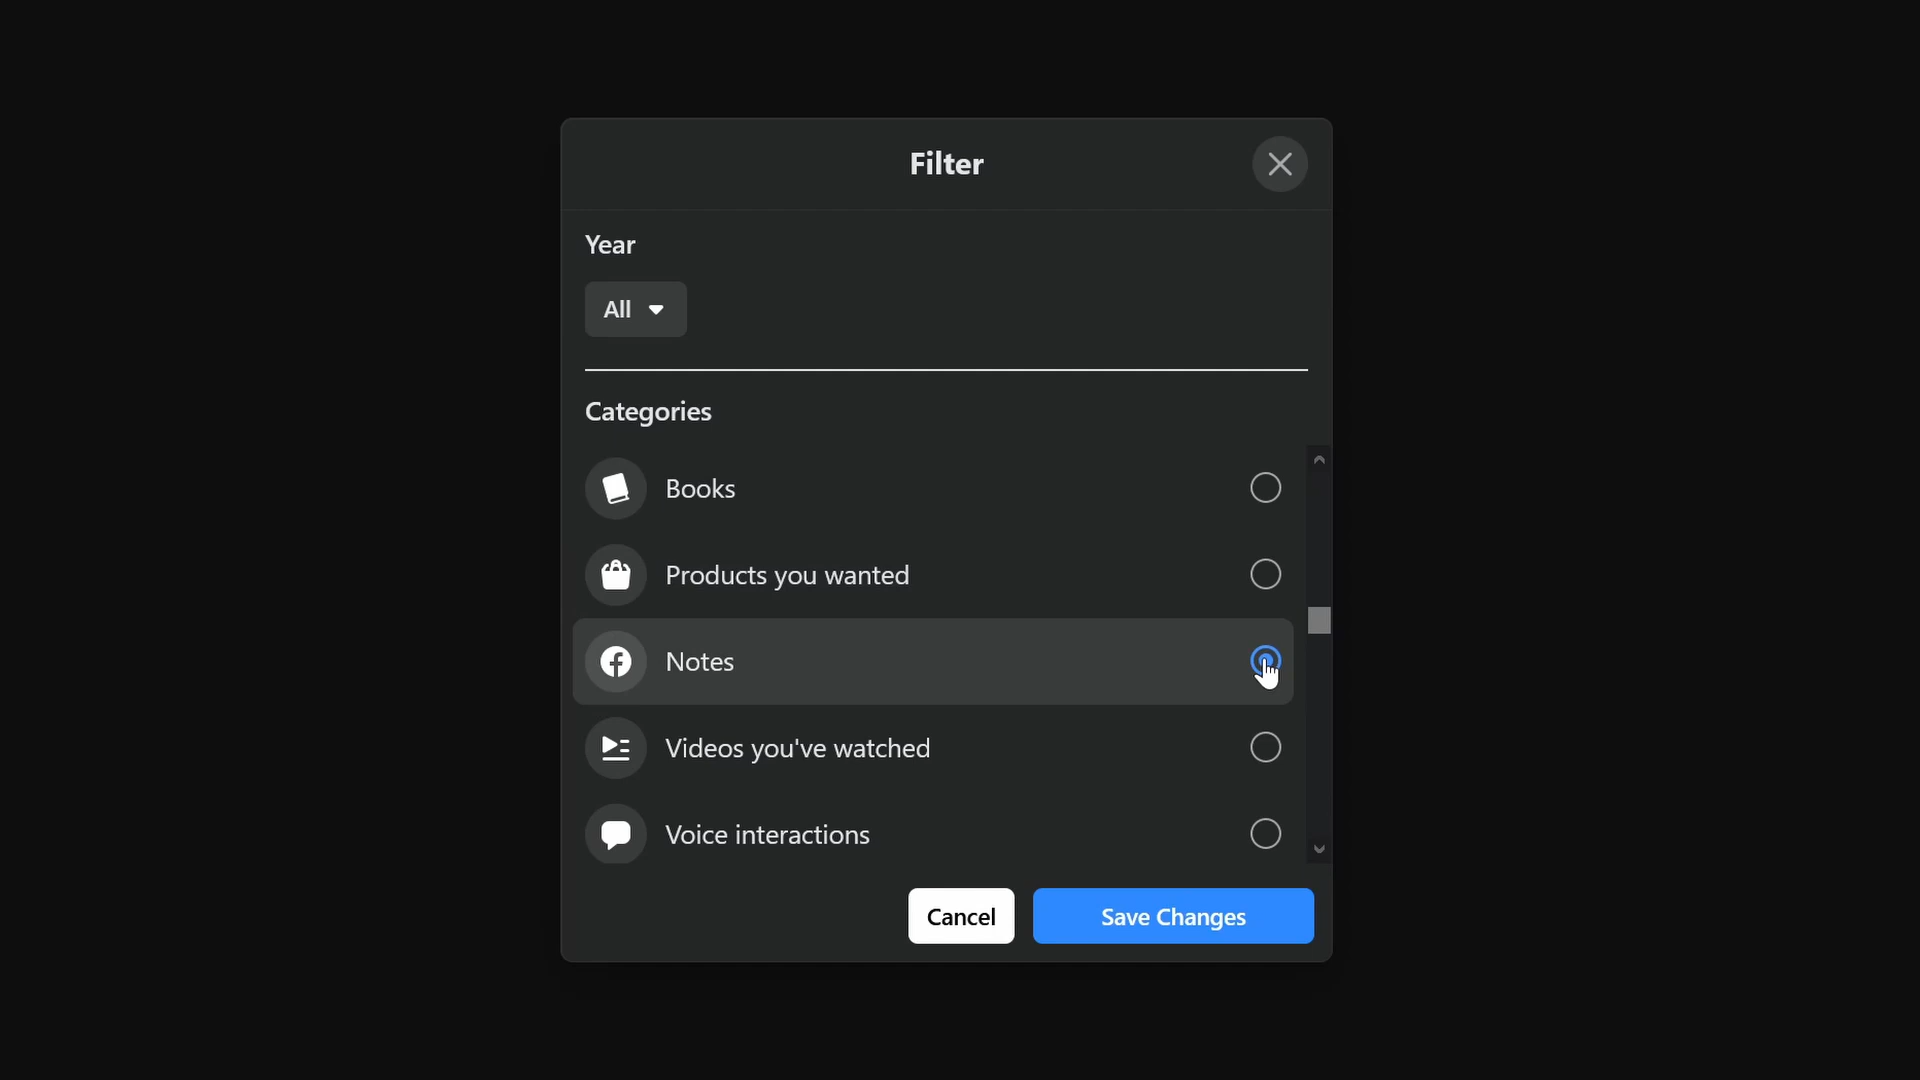 Filter
Year
All
Categories
Books
Products you wanted
Notes
Videos you've watched
Voice interactions
Cancel
Save Changes